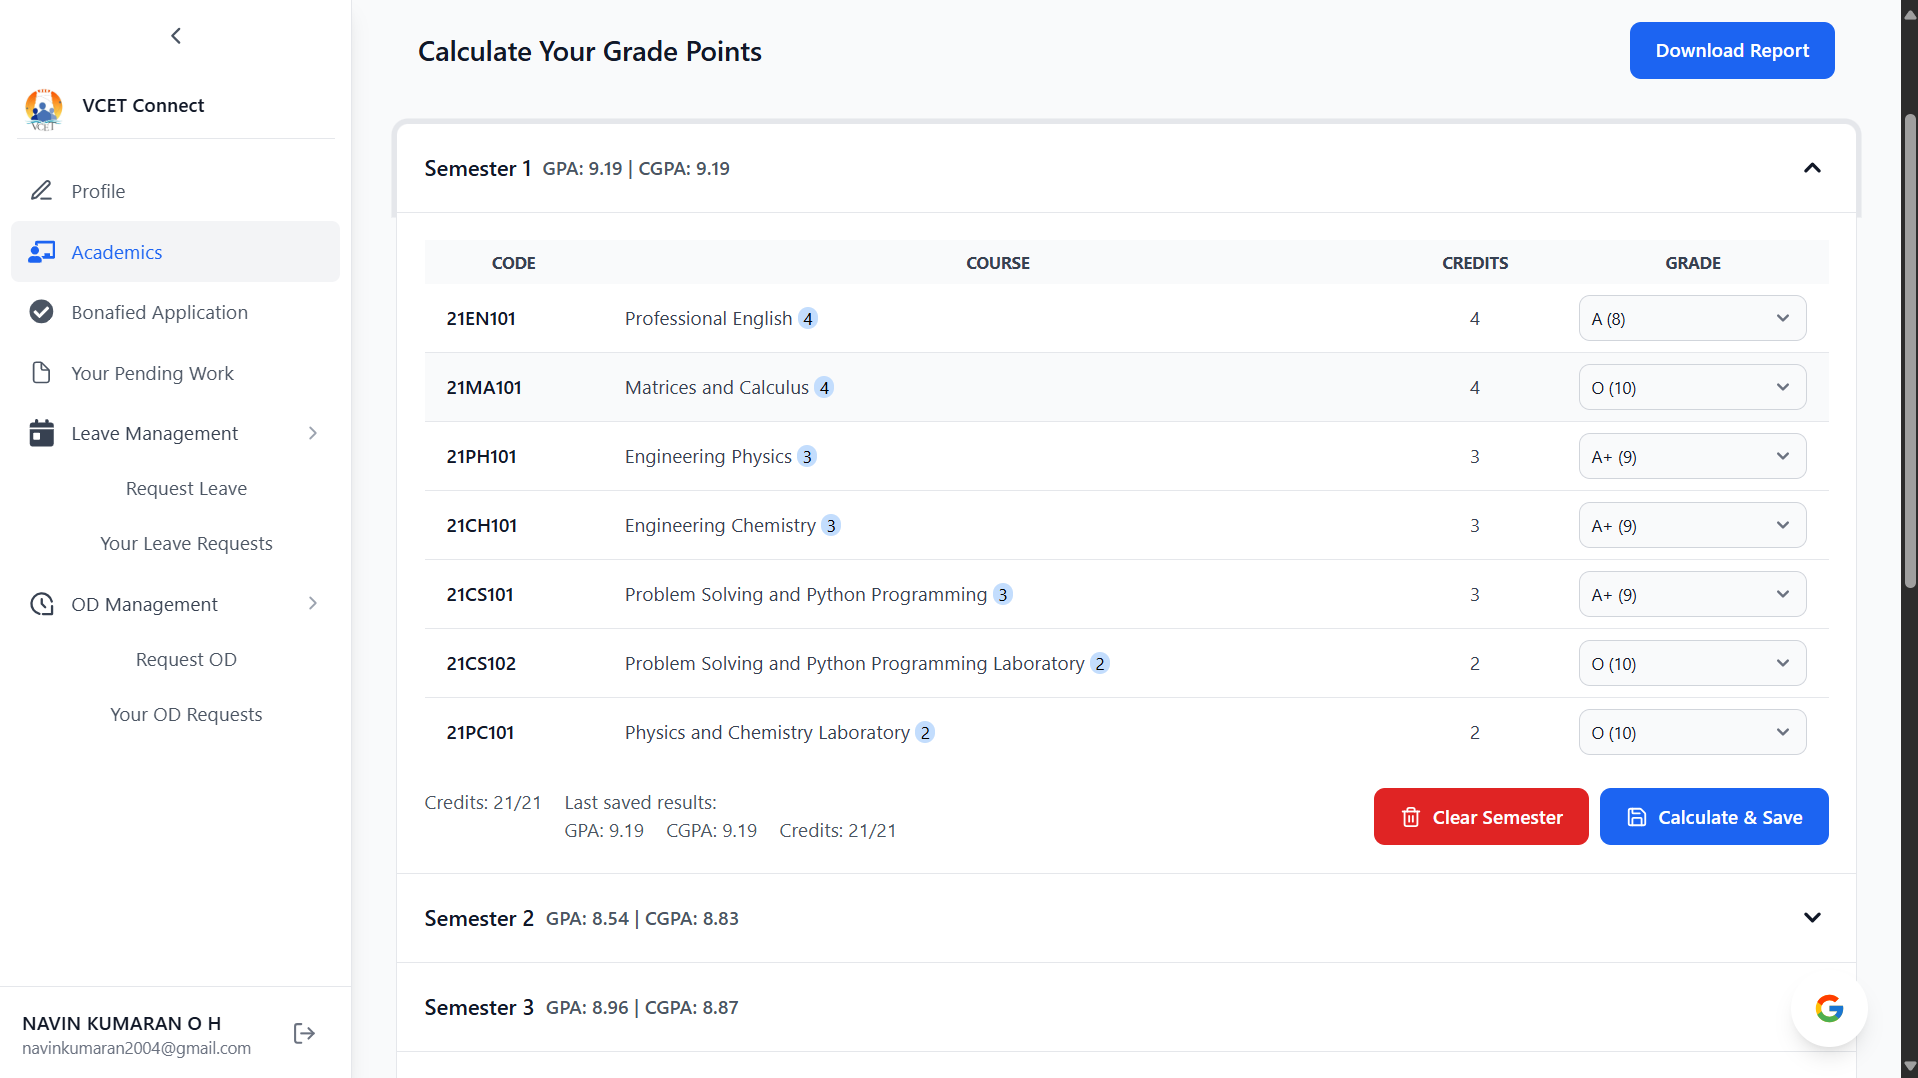 VCET
VCET Connect
Profile
Academics
Bonafied Application
Your Pending Work
Leave Management
Request Leave
Your Leave Requests
OD Management
Request OD
Your OD Requests
NAVIN KUMARAN O H
navinkumaran2004@gmail.com
Calculate Your Grade Points
Download Report
Semester 1 GPA: 9.19 | CGPA: 9.19
CODE COURSE CREDITS GRADE
21EN101 Professional English 4 4 A (8)
21MA101 Matrices and Calculus 4 4 O (10)
21PH101 Engineering Physics 3 3 A+ (9)
21CH101 Engineering Chemistry 3 3 A+ (9)
21CS101 Problem Solving and Python Programming 3 3 A+ (9)
21CS102 Problem Solving and Python Programming Laboratory 2 2 O (10)
21PC101 Physics and Chemistry Laboratory 2 2 O (10)
Credits: 21/21 Last saved results:
GPA: 9.19 CGPA: 9.19 Credits: 21/21
Clear Semester
Calculate & Save
Semester 2 GPA: 8.54 | CGPA: 8.83
Semester 3 GPA: 8.96 | CGPA: 8.87
G